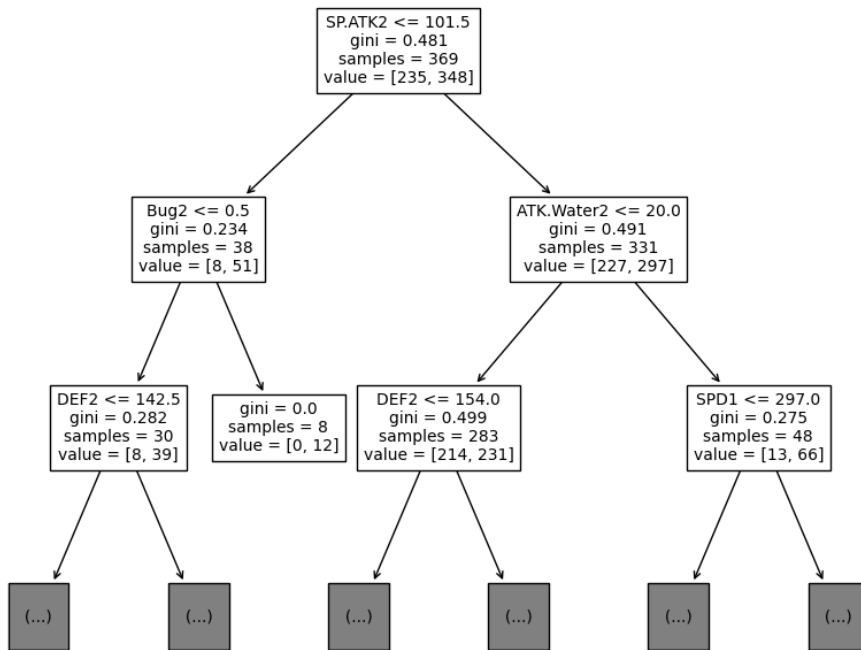 SP.ATK2 <= 101.5
gini = 0.481
samples = 369
value = [235, 348]
Bug2 <= 0.5
gini = 0.234
samples = 38
value = [8, 51]
ATK.Water2 <= 20.0
gini = 0.491
samples = 331
value = [227, 297]
DEF2 <= 142.5
gini = 0.282
samples = 30
value = [8, 39]
gini = 0.0
samples = 8
value = [0, 12]
DEF2 <= 154.0
gini = 0.499
samples = 283
value = [214, 231]
SPD1 <= 297.0
gini = 0.275
samples = 48
value = [13, 66]
(...)
(...)
(...)
(...)
(...)
(...)